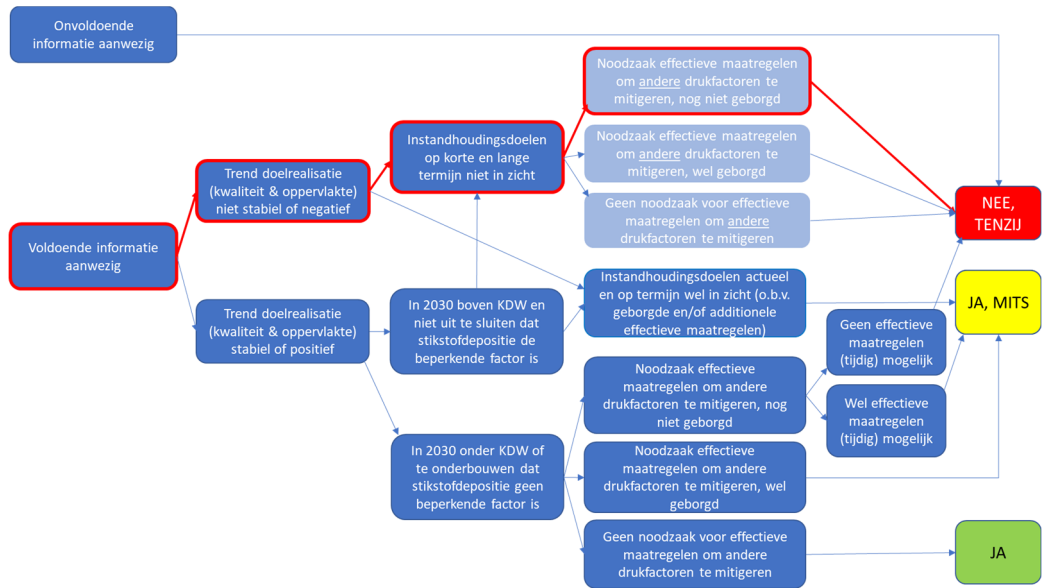 Onvoldoende
informatie aanwezig
Noodzaak effectieve maatregelen
om andere drukfactoren te
mitigeren, nog niet geborgd
Instandhoudingsdoelen
op korte en lange
termijn niet in zicht
Noodzaak effectieve maatregelen
om andere drukfactoren te
mitigeren, wel geborgd
Trend doelrealisatie
(kwaliteit & oppervlakte)
niet stabiel of negatief
Geen noodzaak voor effectieve
maatregelen om andere
drukfactoren te mitigeren
NEE,
TENZIJ
Voldoende informatie
aanwezig
Instandhoudingsdoelen actueel
en op termijn wel in zicht (o.b.v.
geborgde en/of additionele
effectieve maatregelen)
JA, MITS
Trend doelrealisatie
(kwaliteit & oppervlakte)
stabiel of positief
In 2030 boven KDW en
niet uit te sluiten dat
stikstofdepositie de
beperkende factor is
Geen effectieve
maatregelen
(tijdig) mogelijk
Noodzaak effectieve
maatregelen om andere
drukfactoren te mitigeren, nog
niet geborgd
Wel effectieve
maatregelen
(tijdig) mogelijk
In 2030 onder KDW of
te onderbouwen dat
stikstofdepositie geen
beperkende factor is
Noodzaak effectieve
maatregelen om andere
drukfactoren te mitigeren, wel
geborgd
Geen noodzaak voor effectieve
maatregelen om andere
drukfactoren te mitigeren
JA